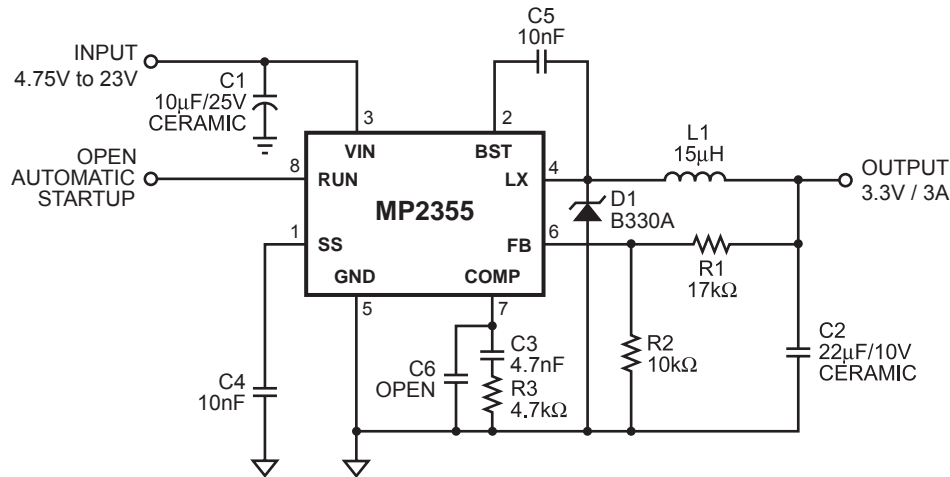 C5
10nF
INPUT
4.75V to 23V
C1
10µF/25V
CERAMIC
3
2
VIN
BST
L1
15µH
OPEN
AUTOMATIC
STARTUP
8
RUN
LX
4
OUTPUT
3.3V / 3A
MP2355
D1
B330A
1
SS
FB
6
R1
17kΩ
GND
COMP
5
7
C4
10nF
C6
OPEN
C3
4.7nF
R3
4.7kΩ
R2
10kΩ
C2
22µF/10V
CERAMIC